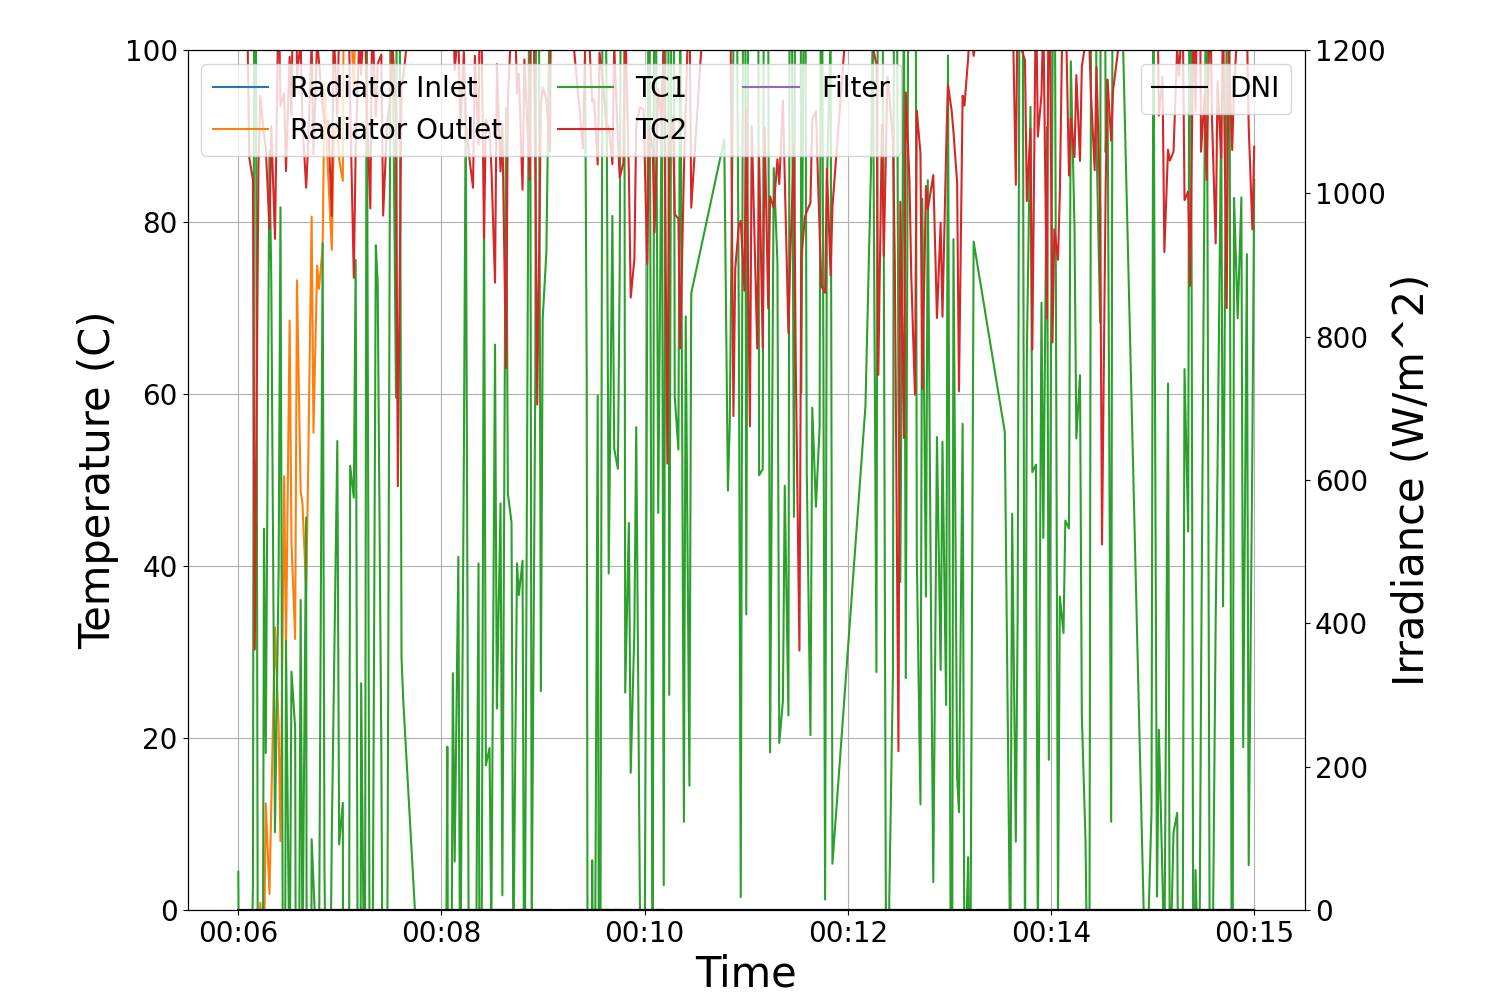 Radiator Inlet
Radiator Outlet
TC1
TC2
Filter
DNI
100
80
60
40
20
0
Temperature (C)
1200
1000
800
600
400
200
0
Irradiance (W/m^2)
00:06
00:08
00:10
00:12
00:14
00:15
Time